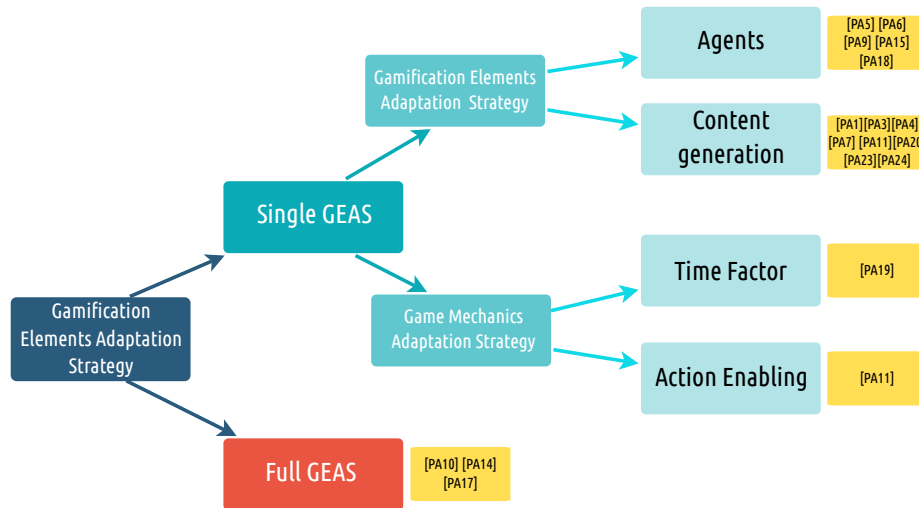 Agents
[PA5] [PA6]
[PA9] [PA15]
[PA18]
Gamification Elements
Adaptation Strategy
Content
generation
[PA1][PA3][PA4]
[PA7] [PA11][PA20
[PA23][PA24]
Single GEAS
Time Factor
[PA19]
Gamification
Elements Adaptation
Strategy
Game Mechanics
Adaptation Strategy
Action Enabling
[PA11]
Full GEAS
[PA10] [PA14]
[PA17]